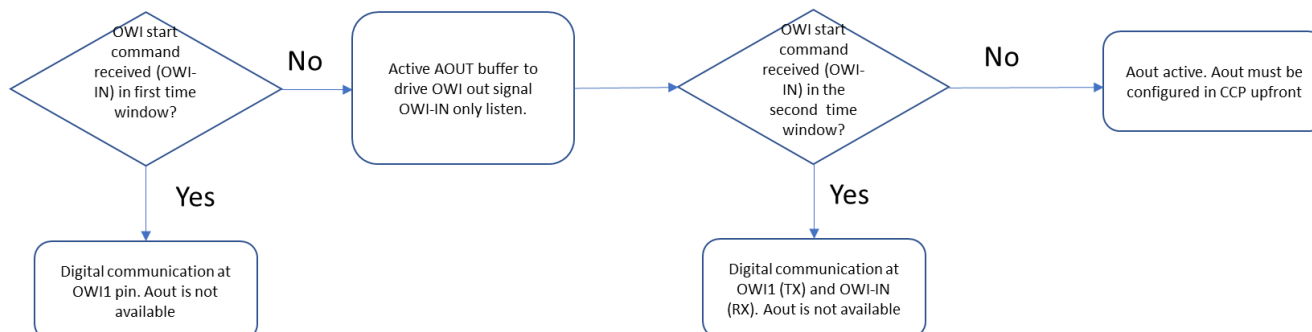 OWI start
command
received (OWI-
IN) in first time
window?
No
Active AOUT buffer to
drive OWI out signal
OWI-IN only listen.
OWI start
command
received (OWI-
IN) in the
second time
window?
No
Aout active. Aout must be
configured in CCP upfront
Yes
Yes
Digital communication at
OWI1 pin. Aout is not
available
Digital communication at
OWI1 (TX) and OWI-IN
(RX). Aout is not available